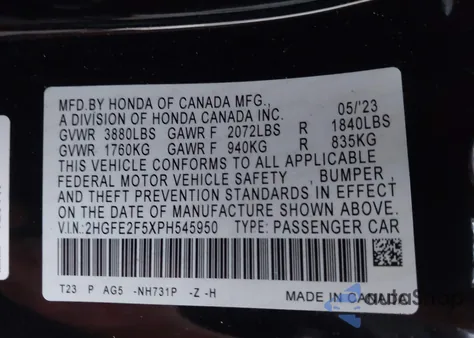 MFD.BY HONDA OF CANADA MFG., 05/'23
A DIVISION OF HONDA CANADA INC.
GVWR 3880LBS GAWR F 2072LBS R 1840LBS
GVWR 1760KG GAWR F 940KG R 835KG
THIS VEHICLE CONFORMS TO ALL APPLICABLE
FEDERAL MOTOR VEHICLE SAFETY , BUMPER ,
AND THEFT PREVENTION STANDARDS IN EFFECT
ON THE DATE OF MANUFACTURE SHOWN ABOVE.
V.I.N: 2HGFE2F5XPH545950 TYPE: PASSENGER CAR
T23 P AG5 -NH731P -Z -H MADE IN CANADA